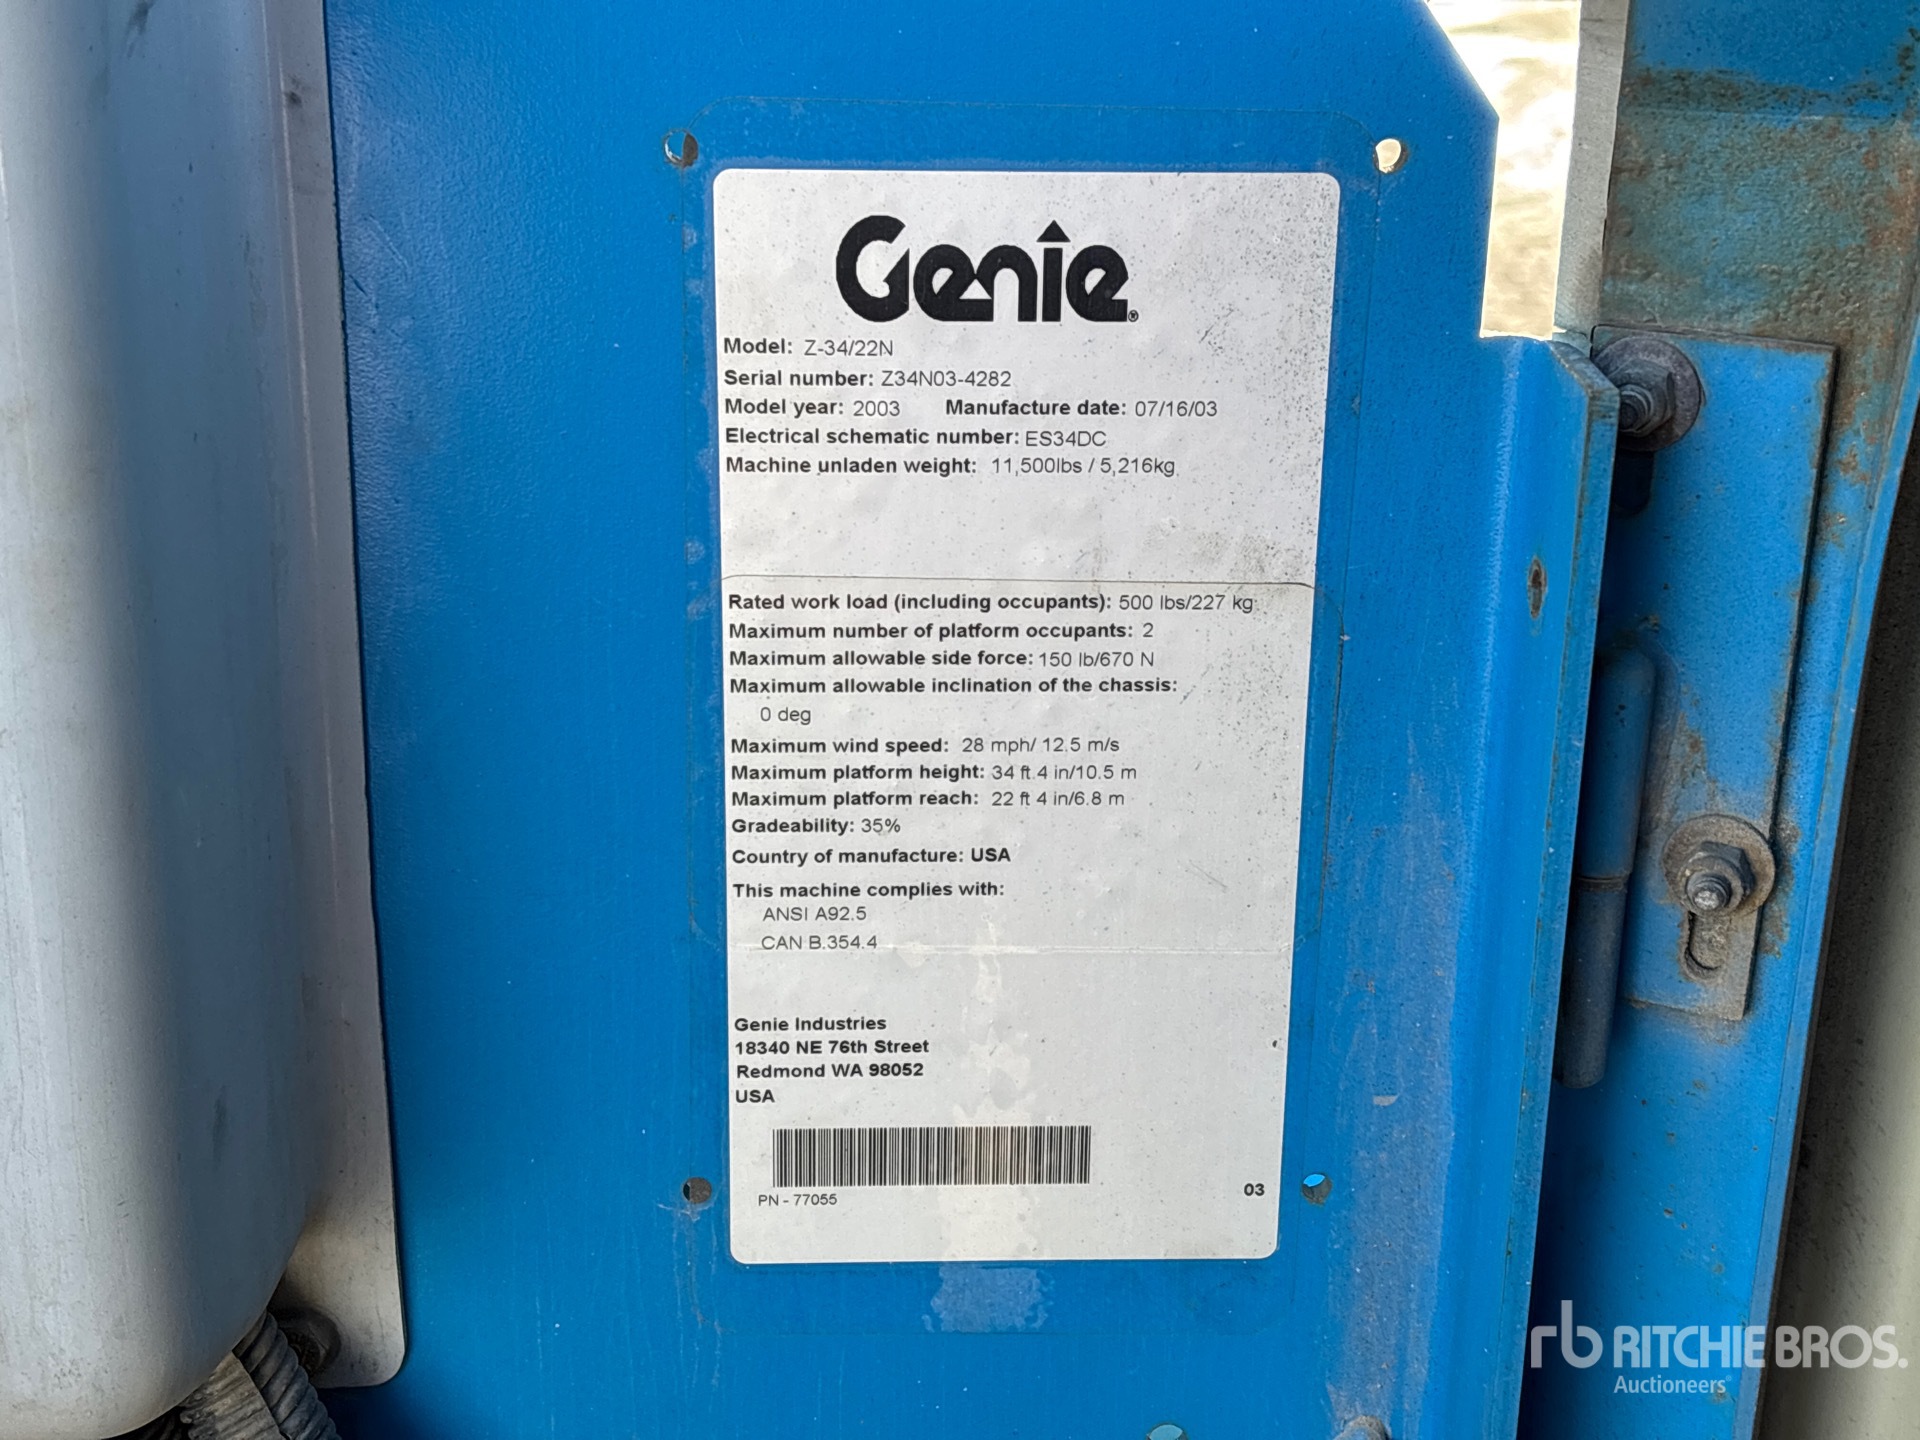 Genie®
Model: Z-34/22N
Serial number: Z34N03-4282
Model year: 2003 Manufacture date: 07/16/03
Electrical schematic number: ES34DC
Machine unladen weight: 11,500lbs / 5,216kg
Rated work load (including occupants): 500 lbs/227 kg
Maximum number of platform occupants: 2
Maximum allowable side force: 150 lb/670 N
Maximum allowable inclination of the chassis:
0 deg
Maximum wind speed: 28 mph/ 12.5 m/s
Maximum platform height: 34 ft 4 in/10.5 m
Maximum platform reach: 22 ft 4 in/6.8 m
Gradeability: 35%
Country of manufacture: USA
This machine complies with:
ANSI A92.5
CAN B.354.4
Genie Industries
18340 NE 76th Street
Redmond WA 98052
USA
PN - 77055
03
rb RITCHIE BROS.
Auctioneers